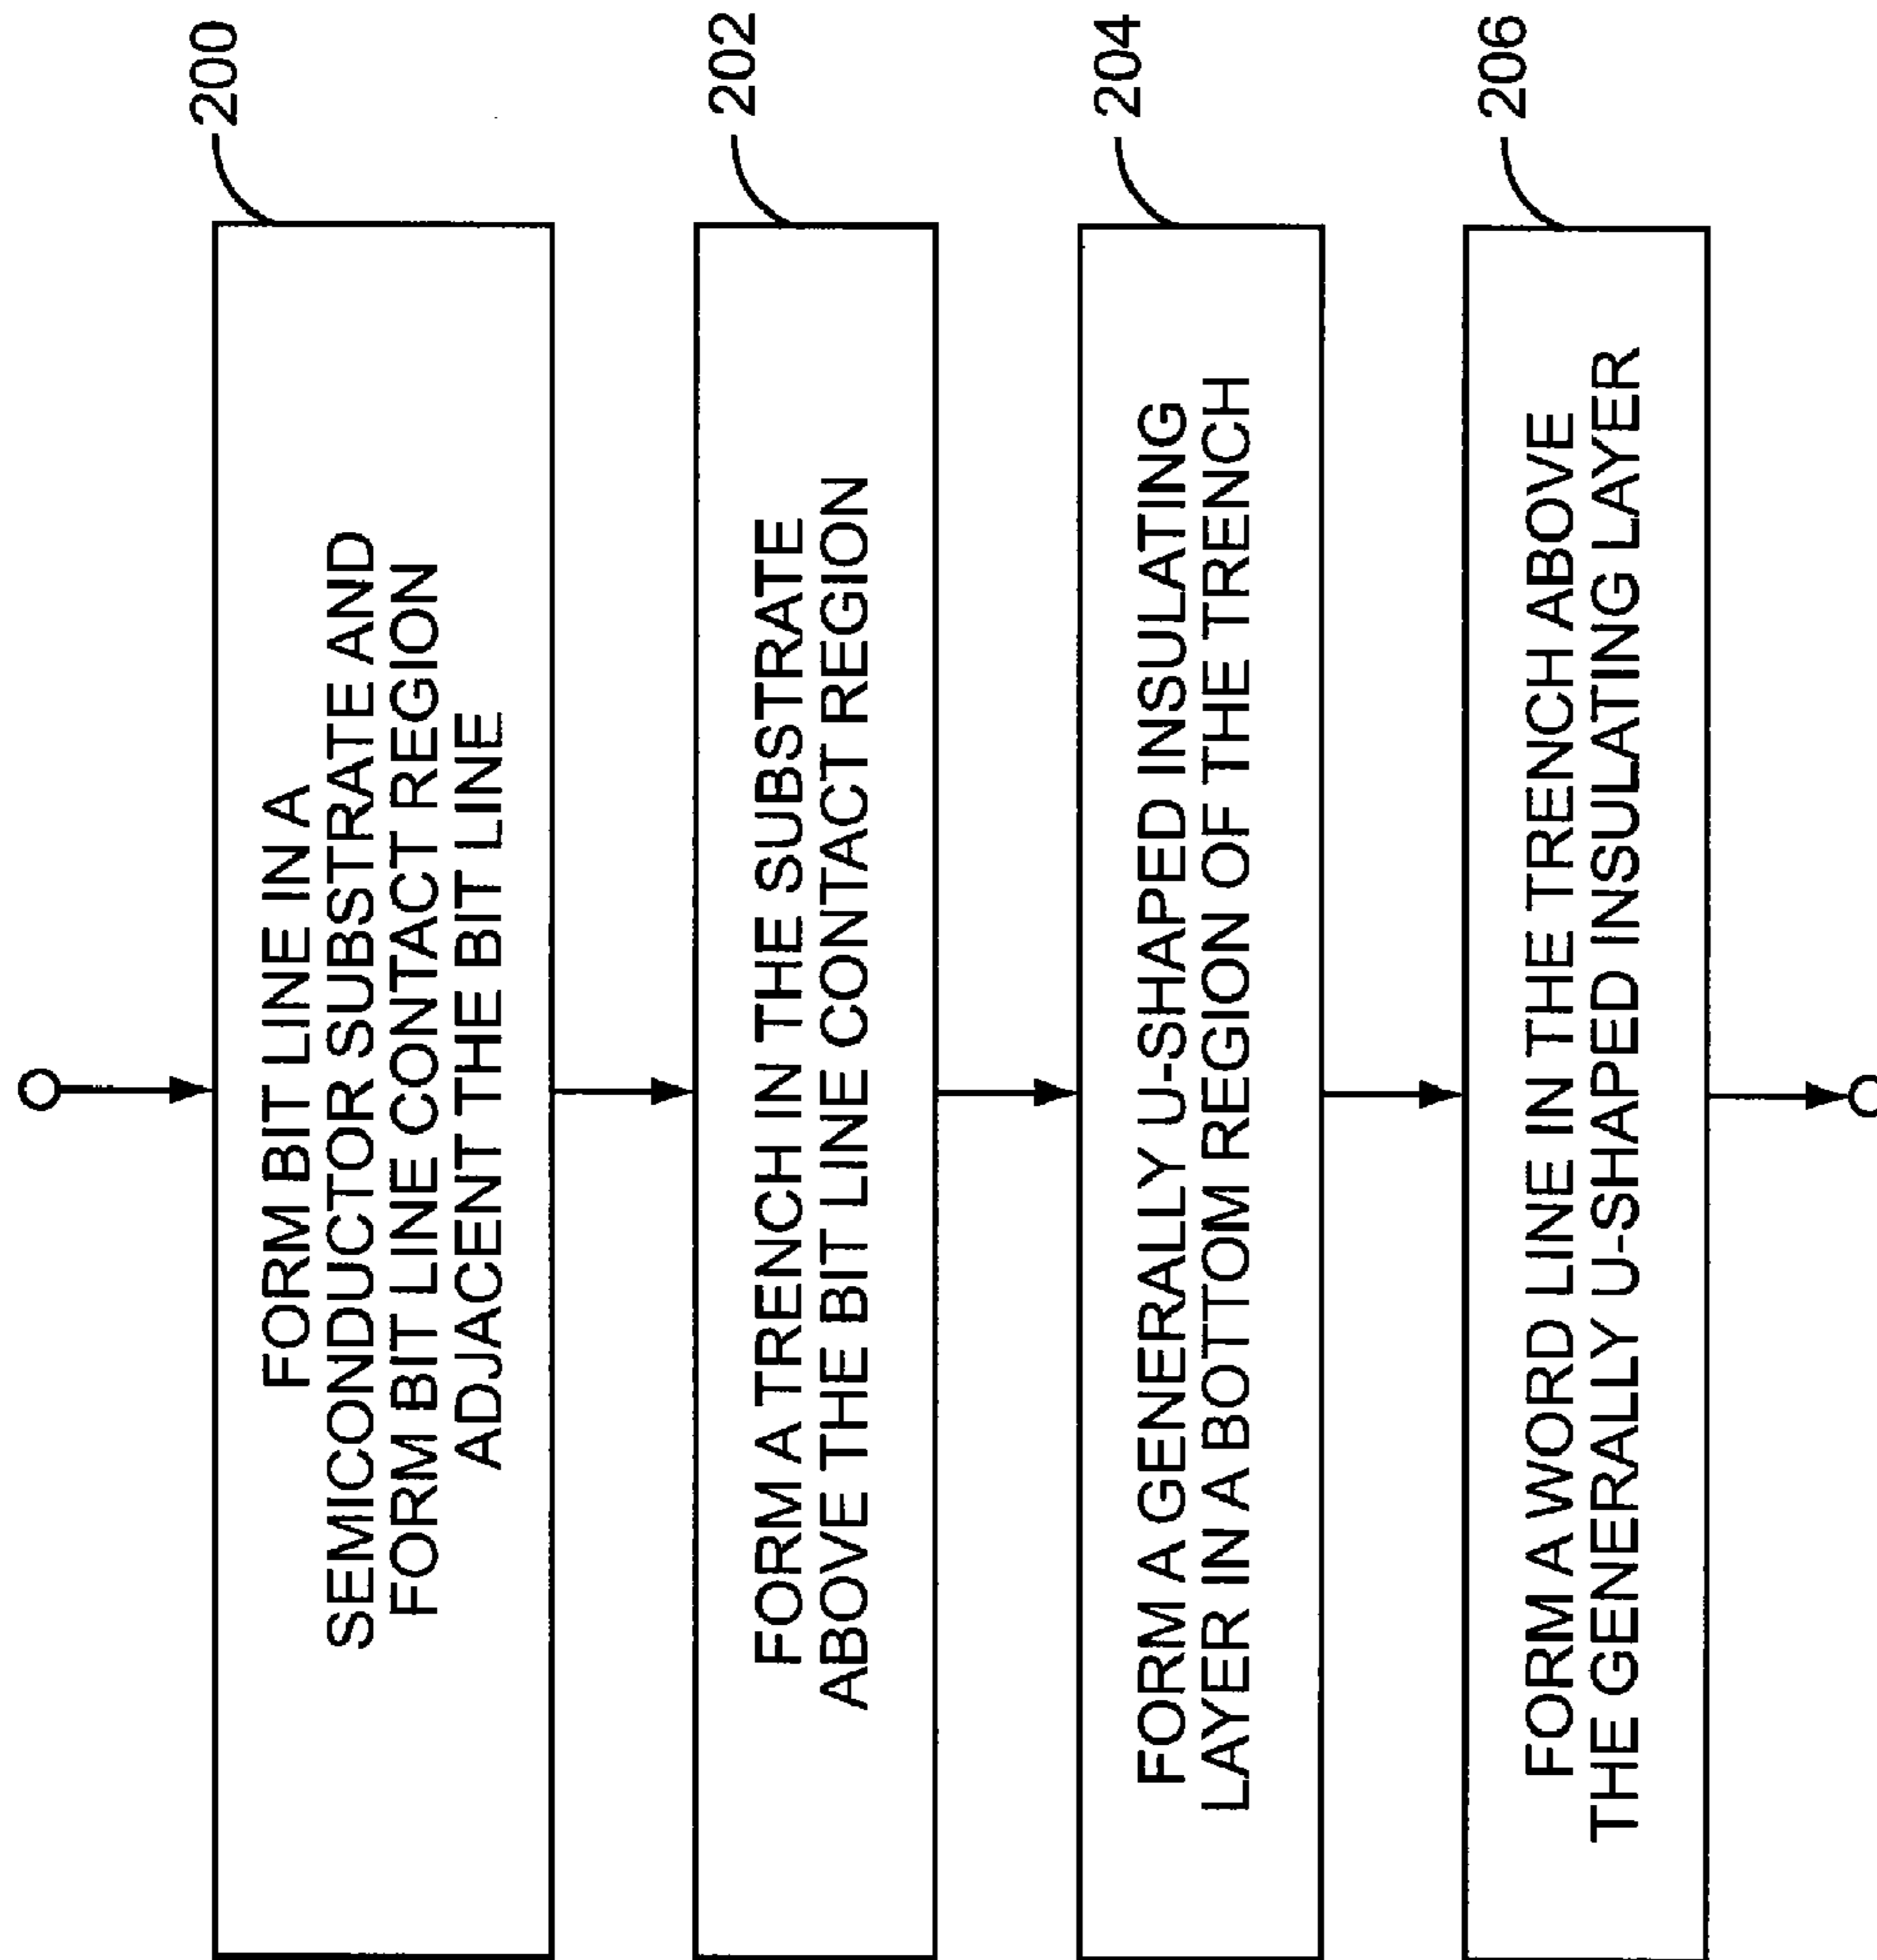 200
FORM BIT LINE IN A
SEMICONDUCTOR SUBSTRATE AND
FORM BIT LINE CONTACT REGION
ADJACENT THE BIT LINE
202
FORM A TRENCH IN THE SUBSTRATE
ABOVE THE BIT LINE CONTACT REGION
204
FORM A GENERALLY U-SHAPED INSULATING
LAYER IN A BOTTOM REGION OF THE TRENCH
206
FORM A WORD LINE IN THE TRENCH ABOVE
THE GENERALLY U-SHAPED INSULATING LAYER